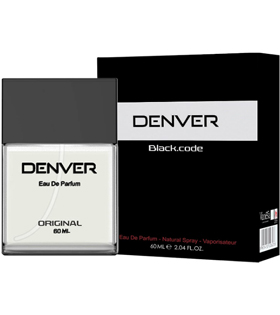 DENVER
Eau De Parfum
ORIGINAL
60 ML
DENVER
Black.code
Eau De Parfum - Natural Spray - Vaporisateur
60 ML ℮ 2.04 FL. OZ.